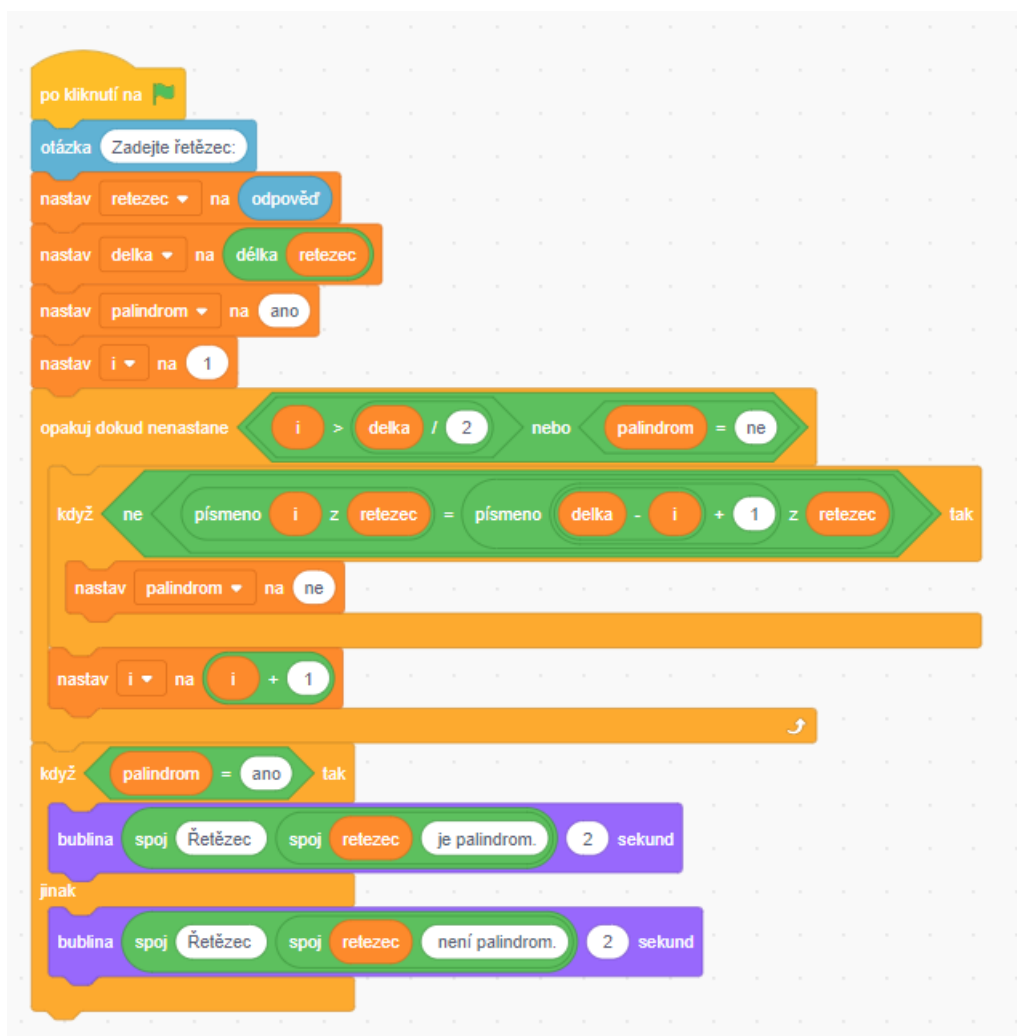 po kliknutí na
otázka Zadejte řetězec:
nastav retezec na odpověď
nastav delka na délka retezec
nastav palindrom na ano
nastav i na 1
opakuj dokud nenastane i > delka / 2 nebo palindrom = ne
když ne písmeno i z retezec = písmeno delka - i + 1 z retezec tak
nastav palindrom na ne
nastav i na i + 1
když palindrom = ano tak
bublina spoj Řetězec spoj retezec je palindrom. 2 sekund
jinak
bublina spoj Řetězec spoj retezec není palindrom. 2 sekund